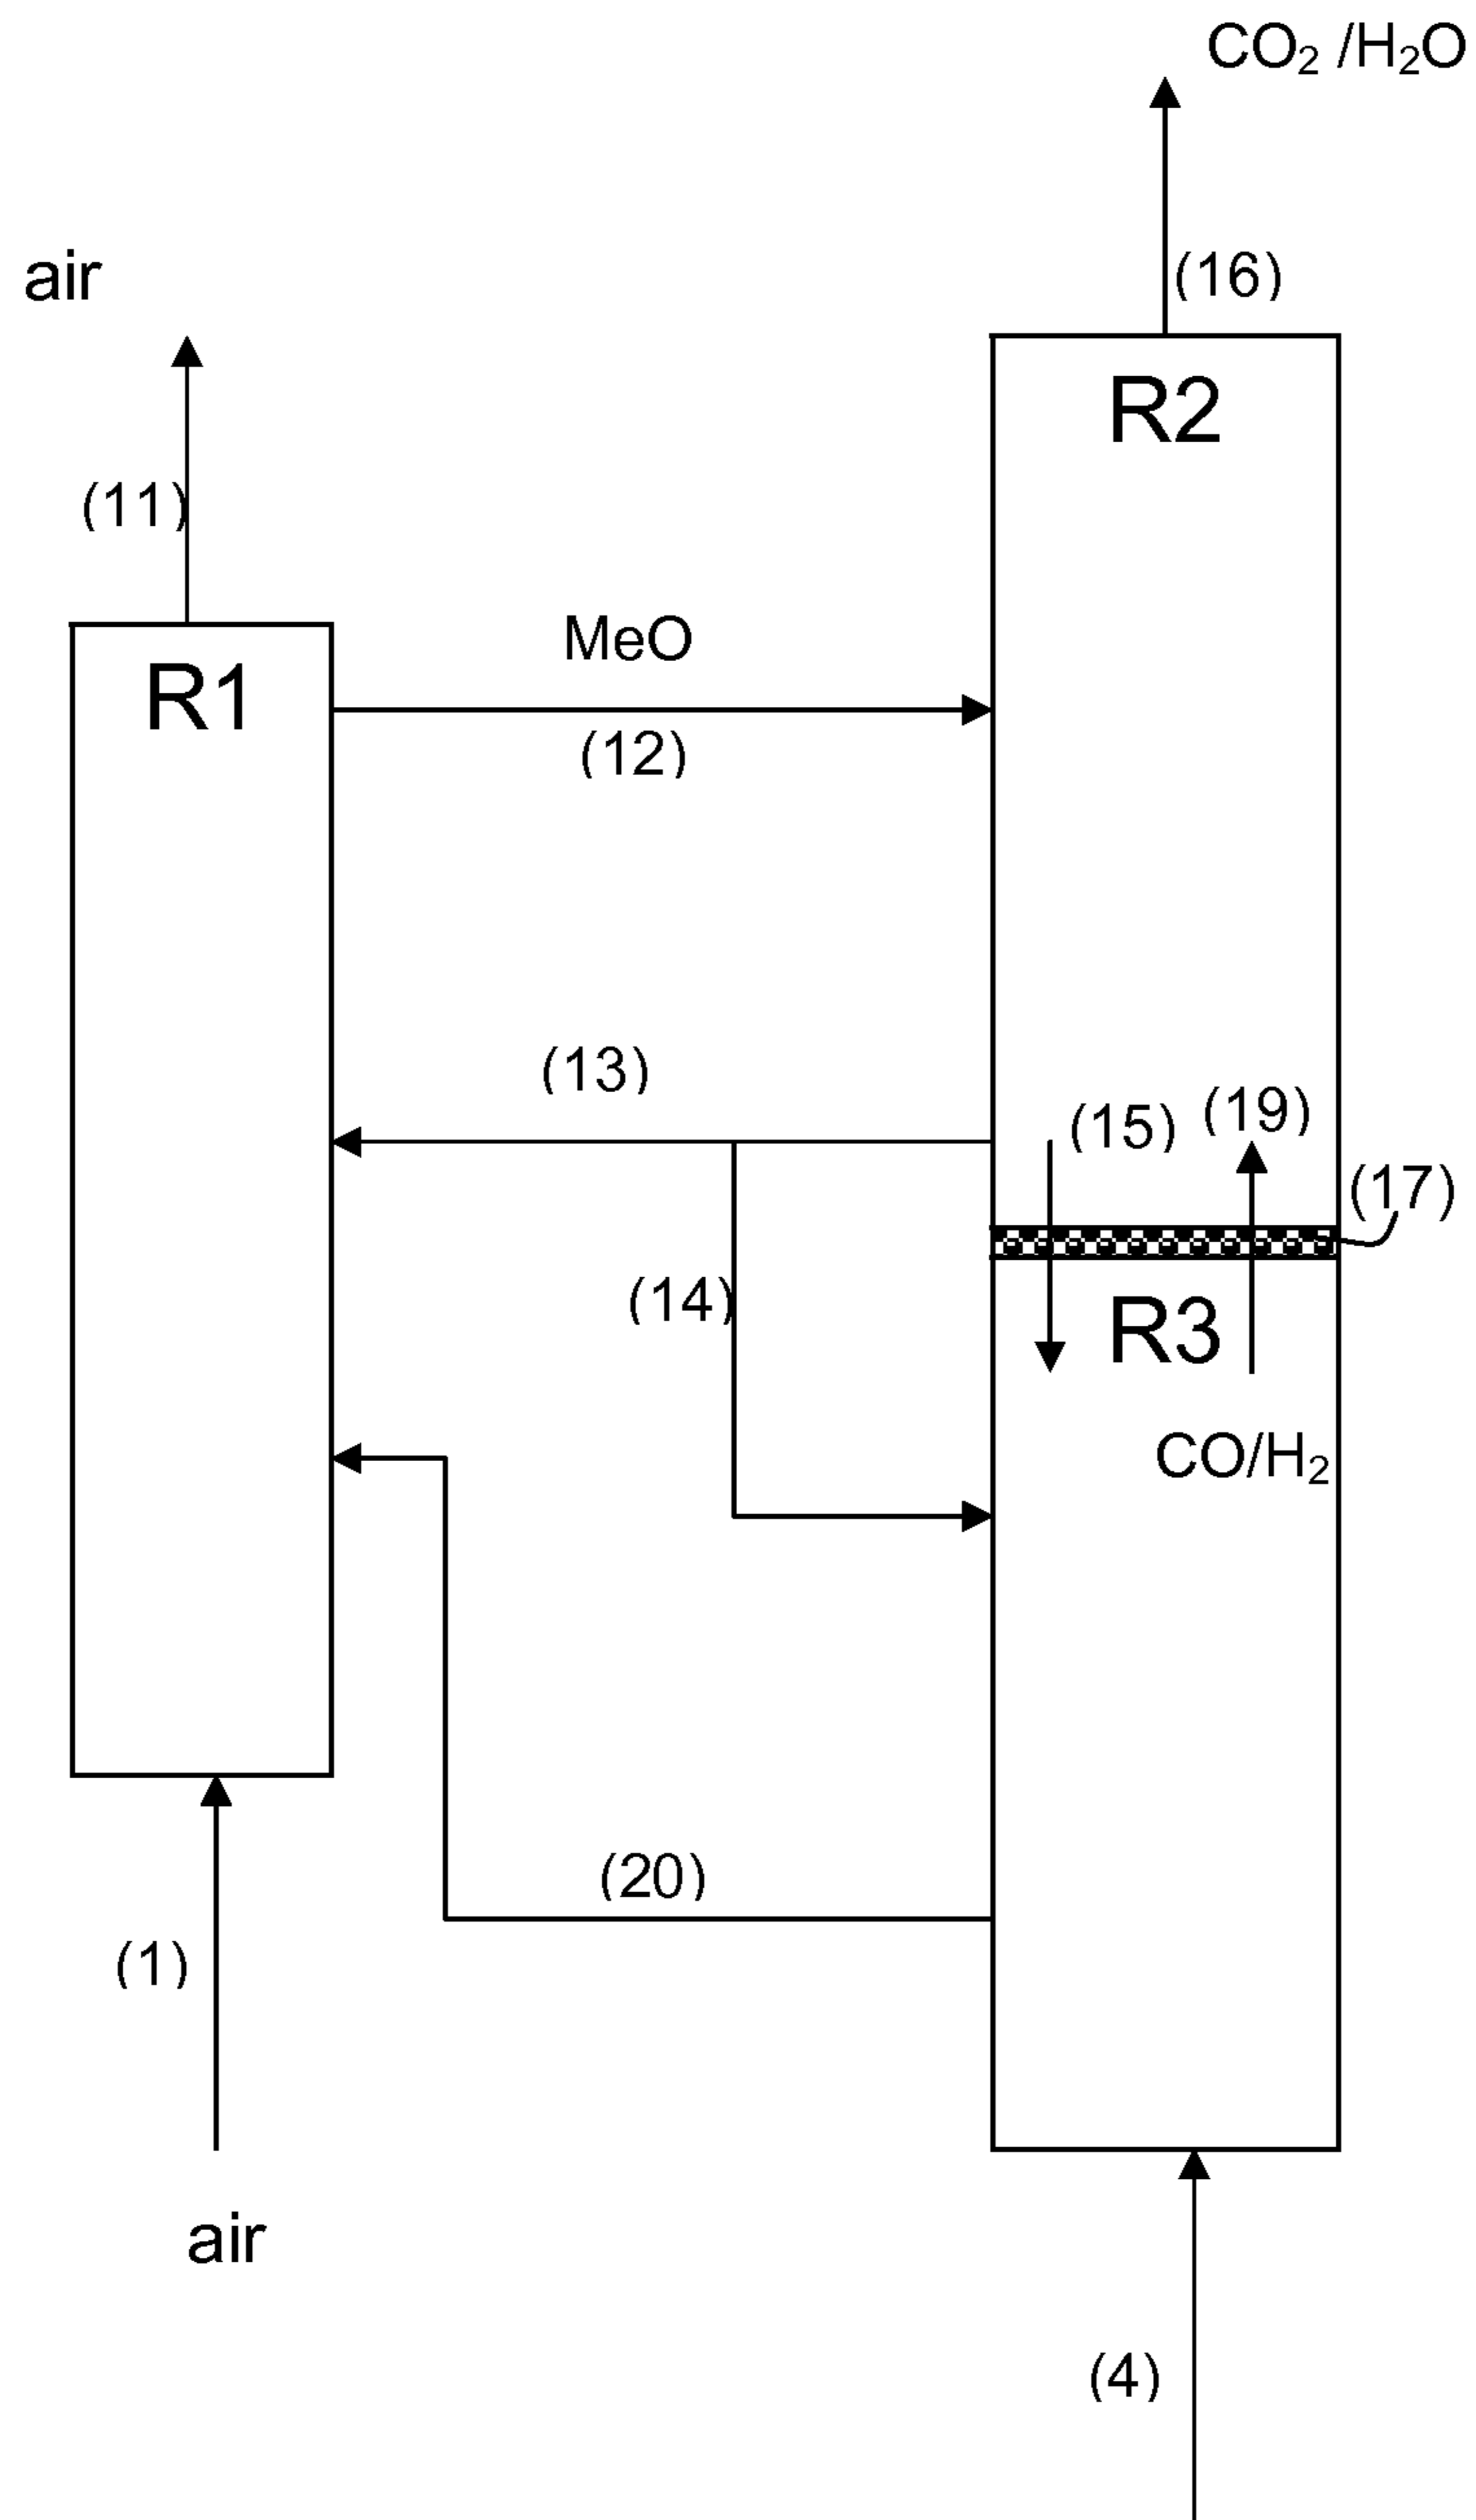 CO₂ /H₂O
air
(16)
R2
(11)
MeO
R1
(12)
(13)
(15)
(19)
(17)
(14)
R3
CO/H₂
(20)
(1)
air
(4)